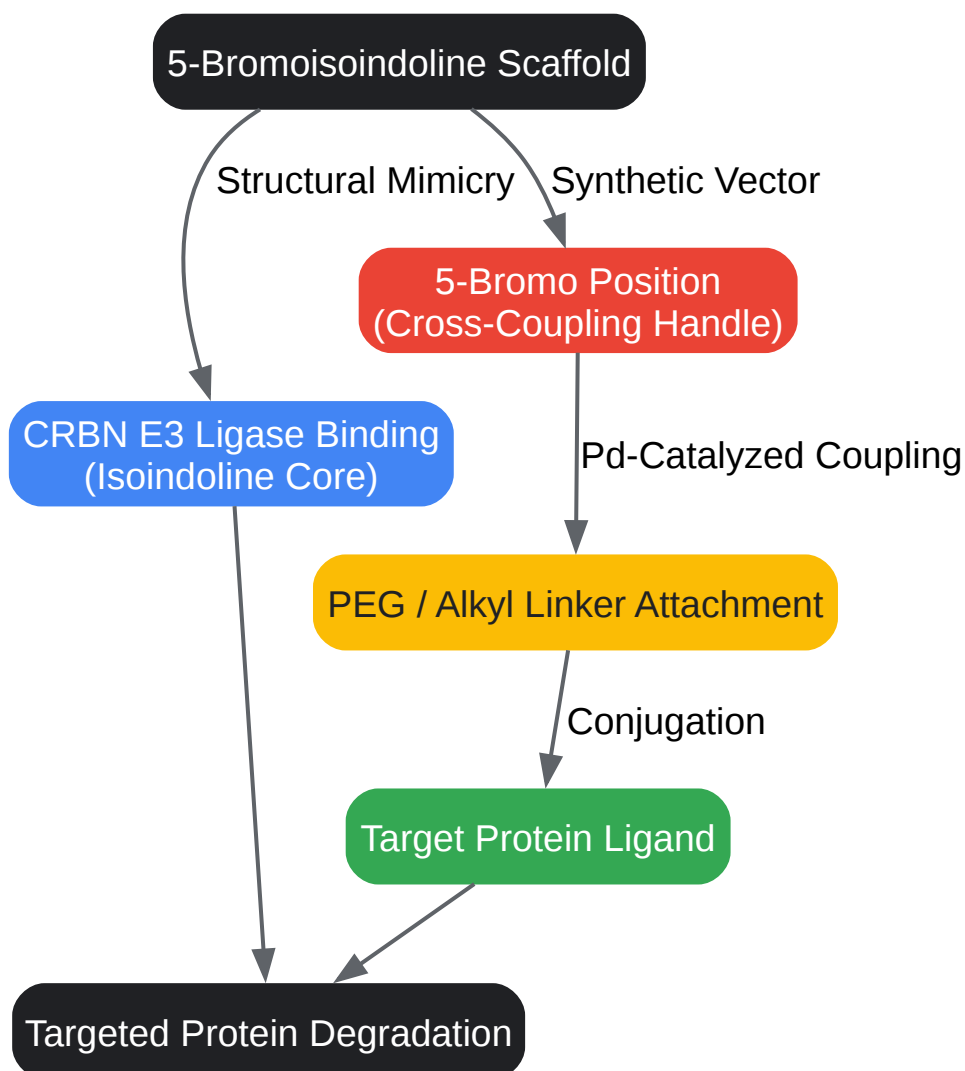 5-Bromoisoindoline Scaffold
Structural Mimicry
Synthetic Vector
5-Bromo Position
(Cross-Coupling Handle)
CRBN E3 Ligase Binding
(Isoindoline Core)
Pd-Catalyzed Coupling
PEG / Alkyl Linker Attachment
Conjugation
Target Protein Ligand
Targeted Protein Degradation